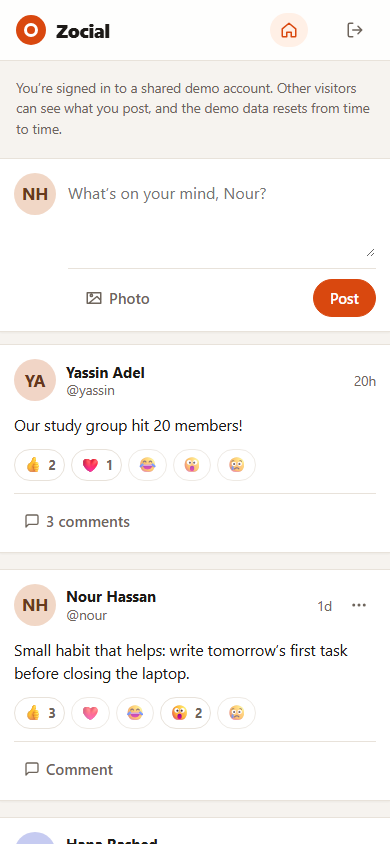 Zocial
You're signed in to a shared demo account. Other visitors
can see what you post, and the demo data resets from time
to time.
NH
What's on your mind, Nour?
Photo
Post
YA
Yassin Adel
@yassin
20h
Our study group hit 20 members!
2
1
3 comments
NH
Nour Hassan
@nour
1d
Small habit that helps: write tomorrow's first task
before closing the laptop.
3
2
Comment